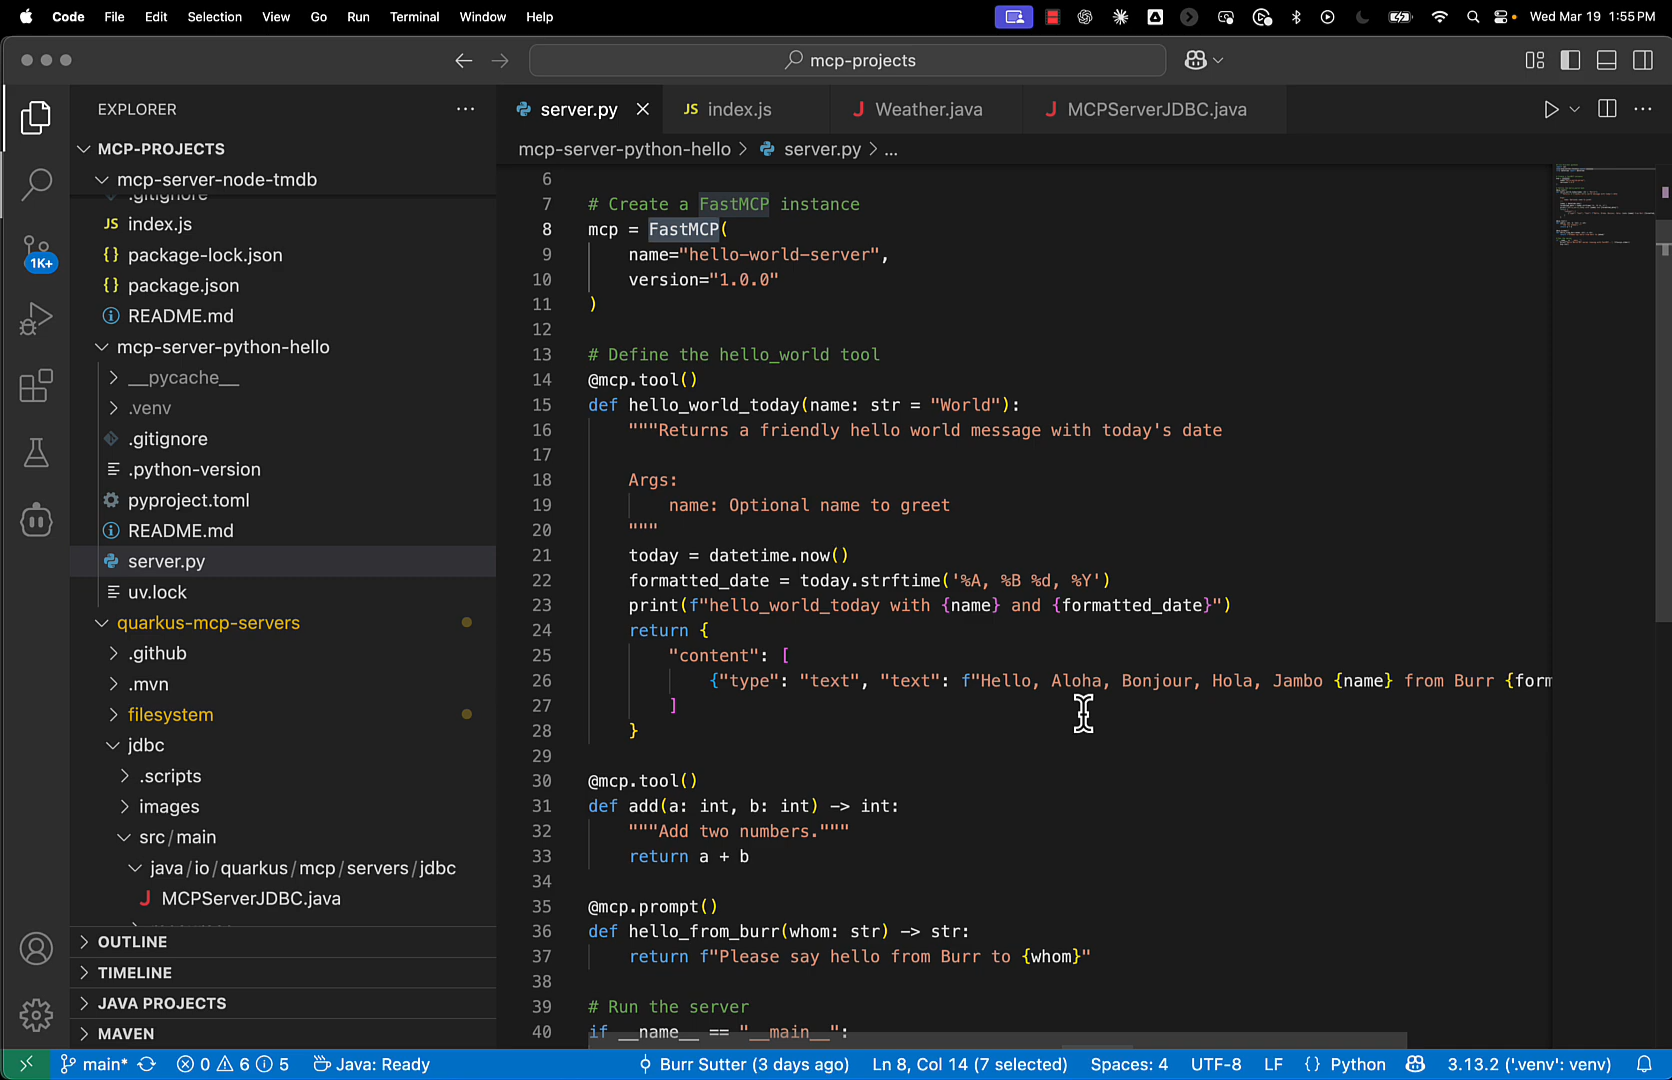 Code File Edit Selection View Go Run Terminal Window Help Wed Mar 19 1:55 PM
mcp-projects
EXPLORER
MCP-PROJECTS
mcp-server-node-tmdb
.gitignore
JS index.js
{} package-lock.json
{} package.json
README.md
mcp-server-python-hello
__pycache__
.venv
.gitignore
.python-version
pyproject.toml
README.md
server.py
uv.lock
quarkus-mcp-servers
.github
.mvn
filesystem
jdbc
.scripts
images
src/main
java/io/quarkus/mcp/servers/jdbc
J MCPServerJDBC.java
OUTLINE
TIMELINE
JAVA PROJECTS
MAVEN
1K+
server.py JS index.js J Weather.java J MCPServerJDBC.java
mcp-server-python-hello > server.py > ...
6
7 # Create a FastMCP instance
8 mcp = FastMCP(
9 name="hello-world-server",
10 version="1.0.0"
11 )
12
13 # Define the hello_world tool
14 @mcp.tool()
15 def hello_world_today(name: str = "World"):
16 """Returns a friendly hello world message with today's date
17
18 Args:
19 name: Optional name to greet
20 """
21 today = datetime.now()
22 formatted_date = today.strftime('%A, %B %d, %Y')
23 print(f"hello_world_today with {name} and {formatted_date}")
24 return {
25 "content": [
26 {"type": "text", "text": f"Hello, Aloha, Bonjour, Hola, Jambo {name} from Burr {form
27 ]
28 }
29
30 @mcp.tool()
31 def add(a: int, b: int) -> int:
32 """Add two numbers."""
33 return a + b
34
35 @mcp.prompt()
36 def hello_from_burr(whom: str) -> str:
37 return f"Please say hello from Burr to {whom}"
38
39 # Run the server
40 if __name__ == "__main__":
main* 0 6 5 Java: Ready Burr Sutter (3 days ago) Ln 8, Col 14 (7 selected) Spaces: 4 UTF-8 LF {} Python 3.13.2 ('.venv': venv)